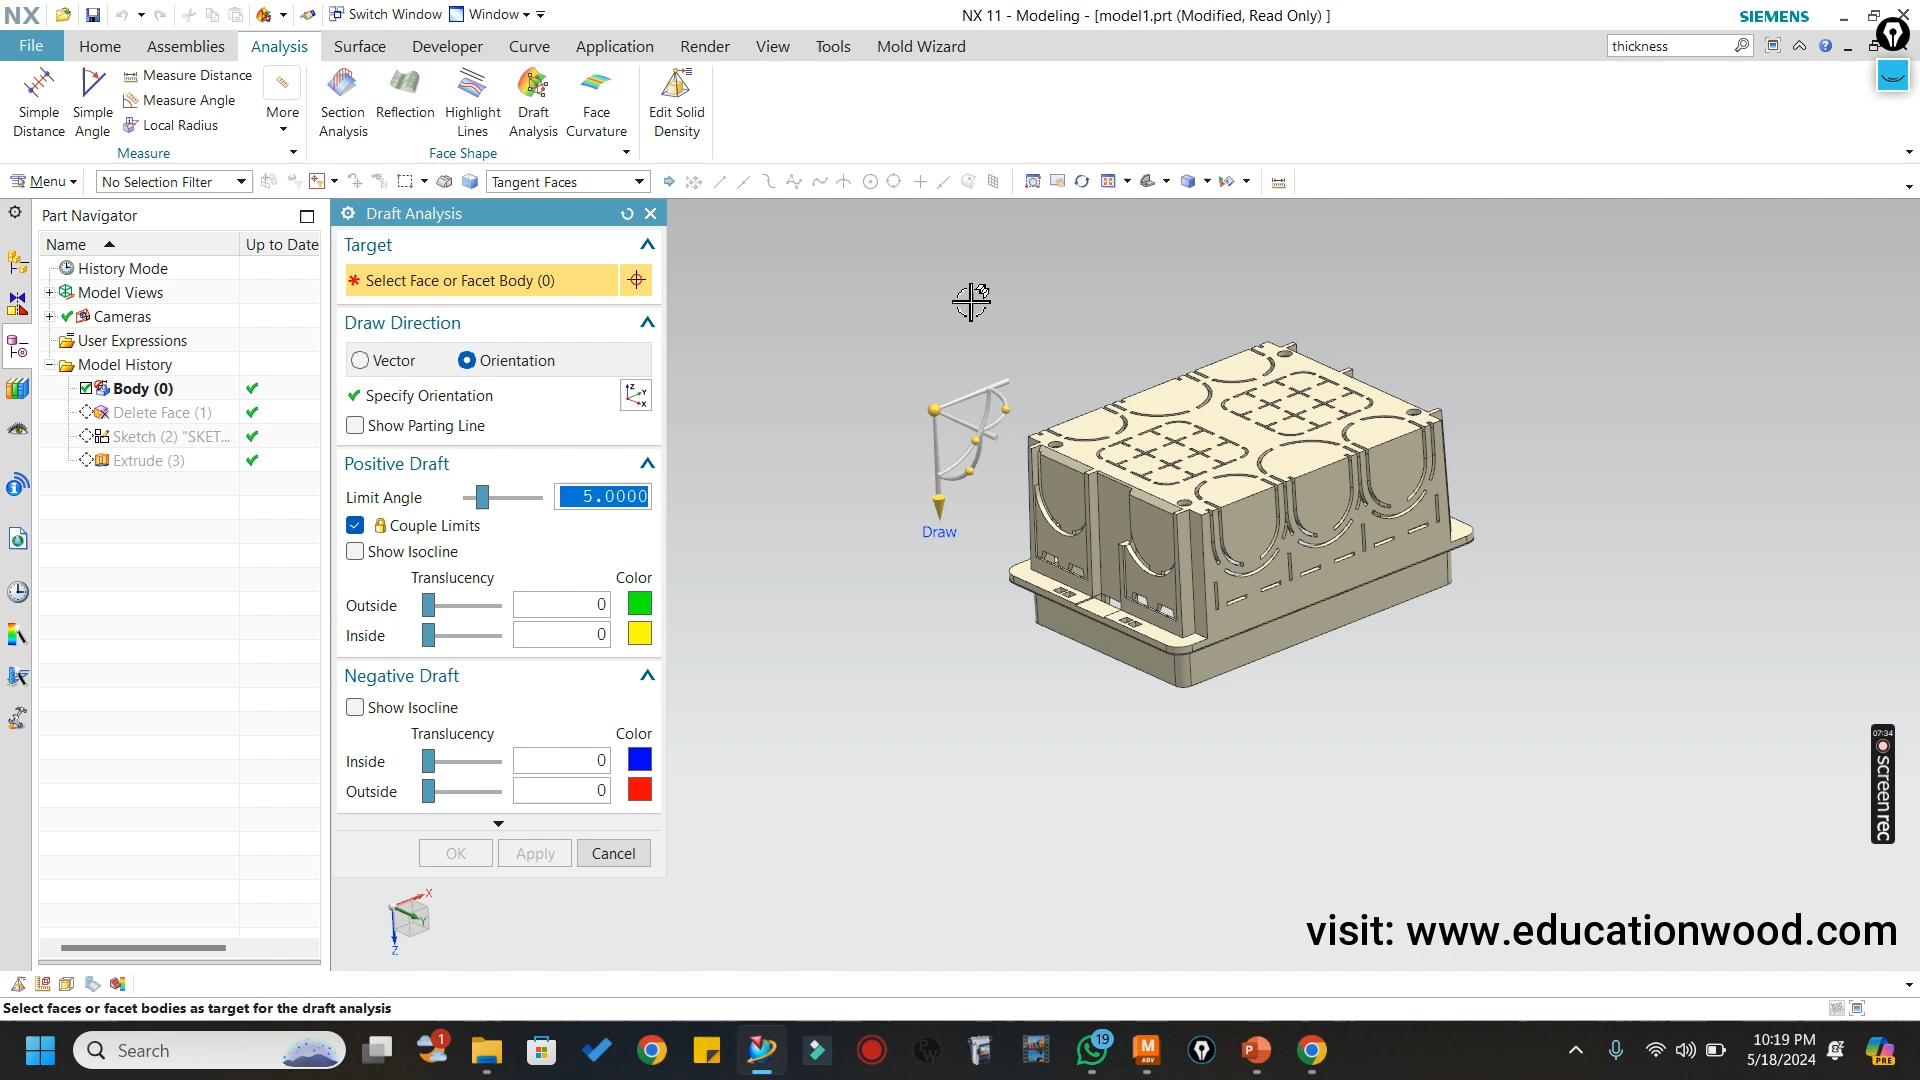 NX Switch Window Window NX 11 - Modeling - [model1.prt (Modified, Read Only) ] SIEMENS
File Home Assemblies Analysis Surface Developer Curve Application Render View Tools Mold Wizard thickness
Simple Distance
Simple Angle
Measure Distance
Measure Angle
Local Radius
More
Measure
Section Analysis
Reflection
Highlight Lines
Draft Analysis
Face Curvature
Face Shape
Edit Solid Density
Menu No Selection Filter Tangent Faces
Part Navigator
Name Up to Date
History Mode
Model Views
Cameras
User Expressions
Model History
Body (0)
Delete Face (1)
Sketch (2) "SKET...
Extrude (3)
Draft Analysis
Target
* Select Face or Facet Body (0)
Draw Direction
Vector Orientation
Specify Orientation
Show Parting Line
Positive Draft
Limit Angle 5.0000
Couple Limits
Show Isocline
Translucency Color
Outside 0
Inside 0
Negative Draft
Show Isocline
Translucency Color
Inside 0
Outside 0
OK Apply Cancel
Draw
X
Y
Z
07:34
screenrec
visit: www.educationwood.com
Select faces or facet bodies as target for the draft analysis
Search 1 19 10:19 PM
5/18/2024